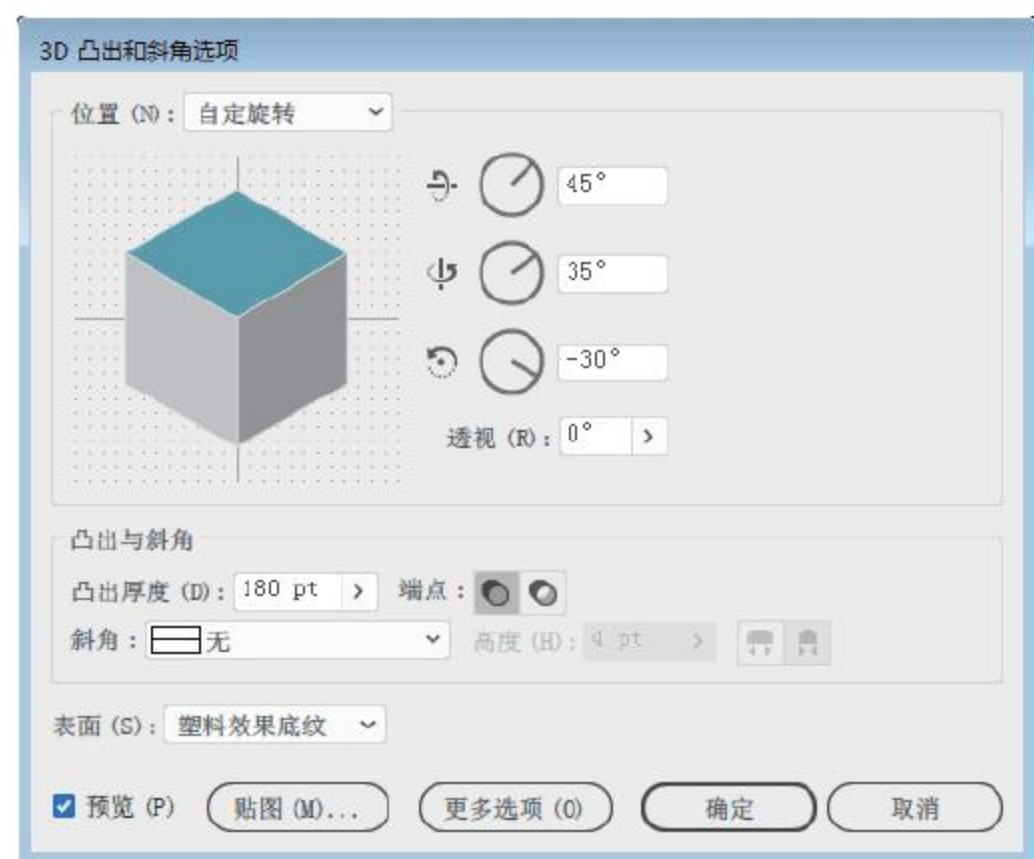 3D 凸出和斜角选项
位置 (N): 自定旋转
45°
35°
-30°
透视 (R): 0°
凸出与斜角
凸出厚度 (D): 180 pt 端点:
斜角: 无 高度 (H): 4 pt
表面 (S): 塑料效果底纹
预览 (P) 贴图 (M)... 更多选项 (O) 确定 取消